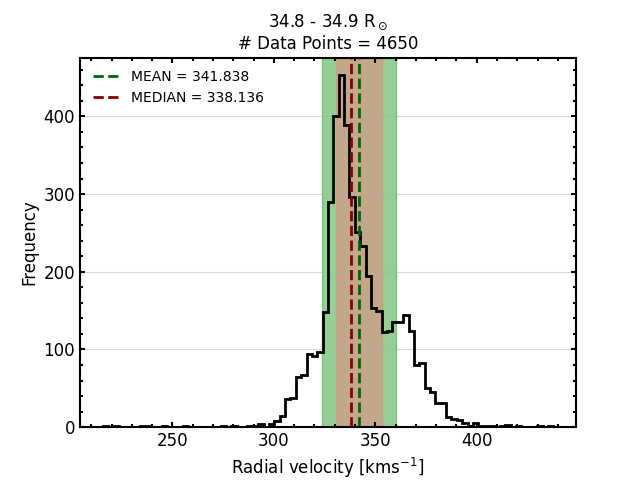 34.8 - 34.9 R⊙
# Data Points = 4650
MEAN = 341.838
MEDIAN = 338.136
Frequency
400
300
200
100
0
250 300 350 400
Radial velocity [kms⁻¹]